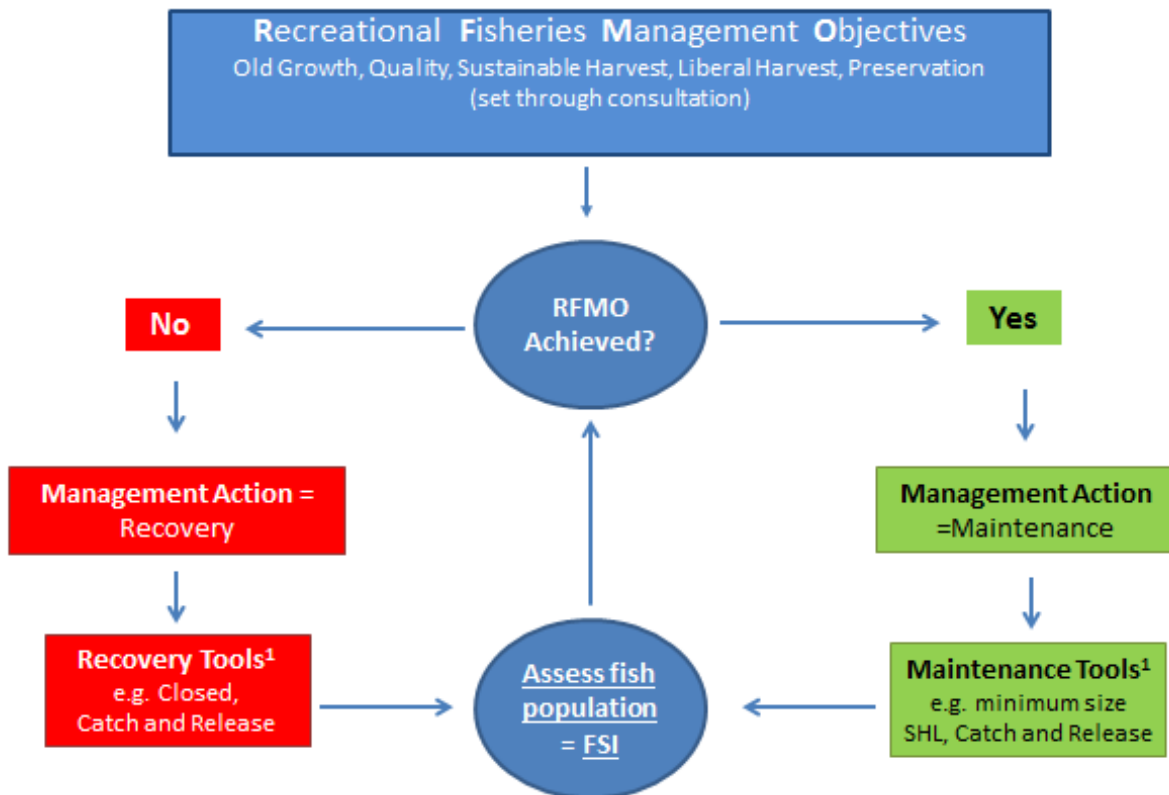 Recreational Fisheries Management Objectives
Old Growth, Quality, Sustainable Harvest, Liberal Harvest, Preservation
(set through consultation)
RFMO
Achieved?
No
Yes
Management Action =
Recovery
Management Action
=Maintenance
Recovery Tools¹
e.g. Closed,
Catch and Release
Assess fish
population
= FSI
Maintenance Tools¹
e.g. minimum size
SHL, Catch and Release